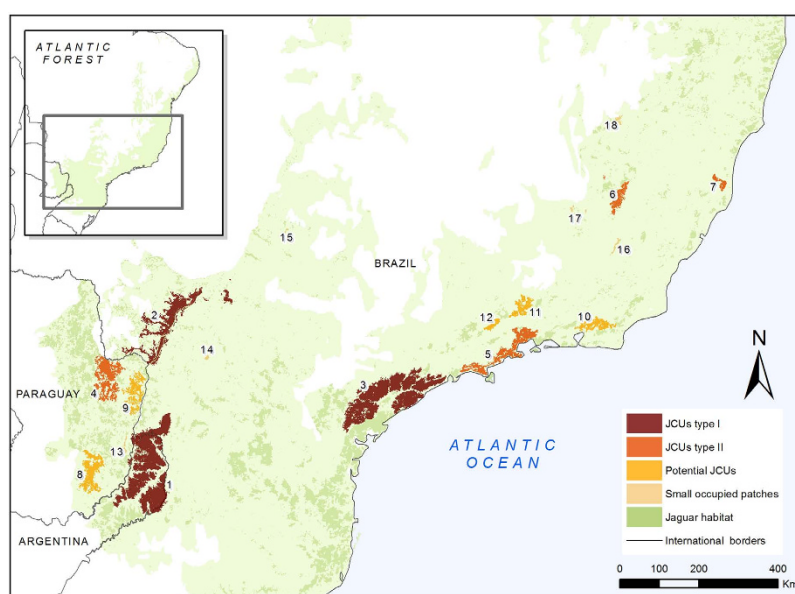 ATLANTIC
FOREST
18
6
7
17
16
15
BRAZIL
2
12
11
10
14
5
N
PARAGUAY
4
9
3
13
8
1
ATLANTIC
OCEAN
ARGENTINA
JCUs type I
JCUs type II
Potential JCUs
Small occupied patches
Jaguar habitat
International borders
0 100 200 400
Km